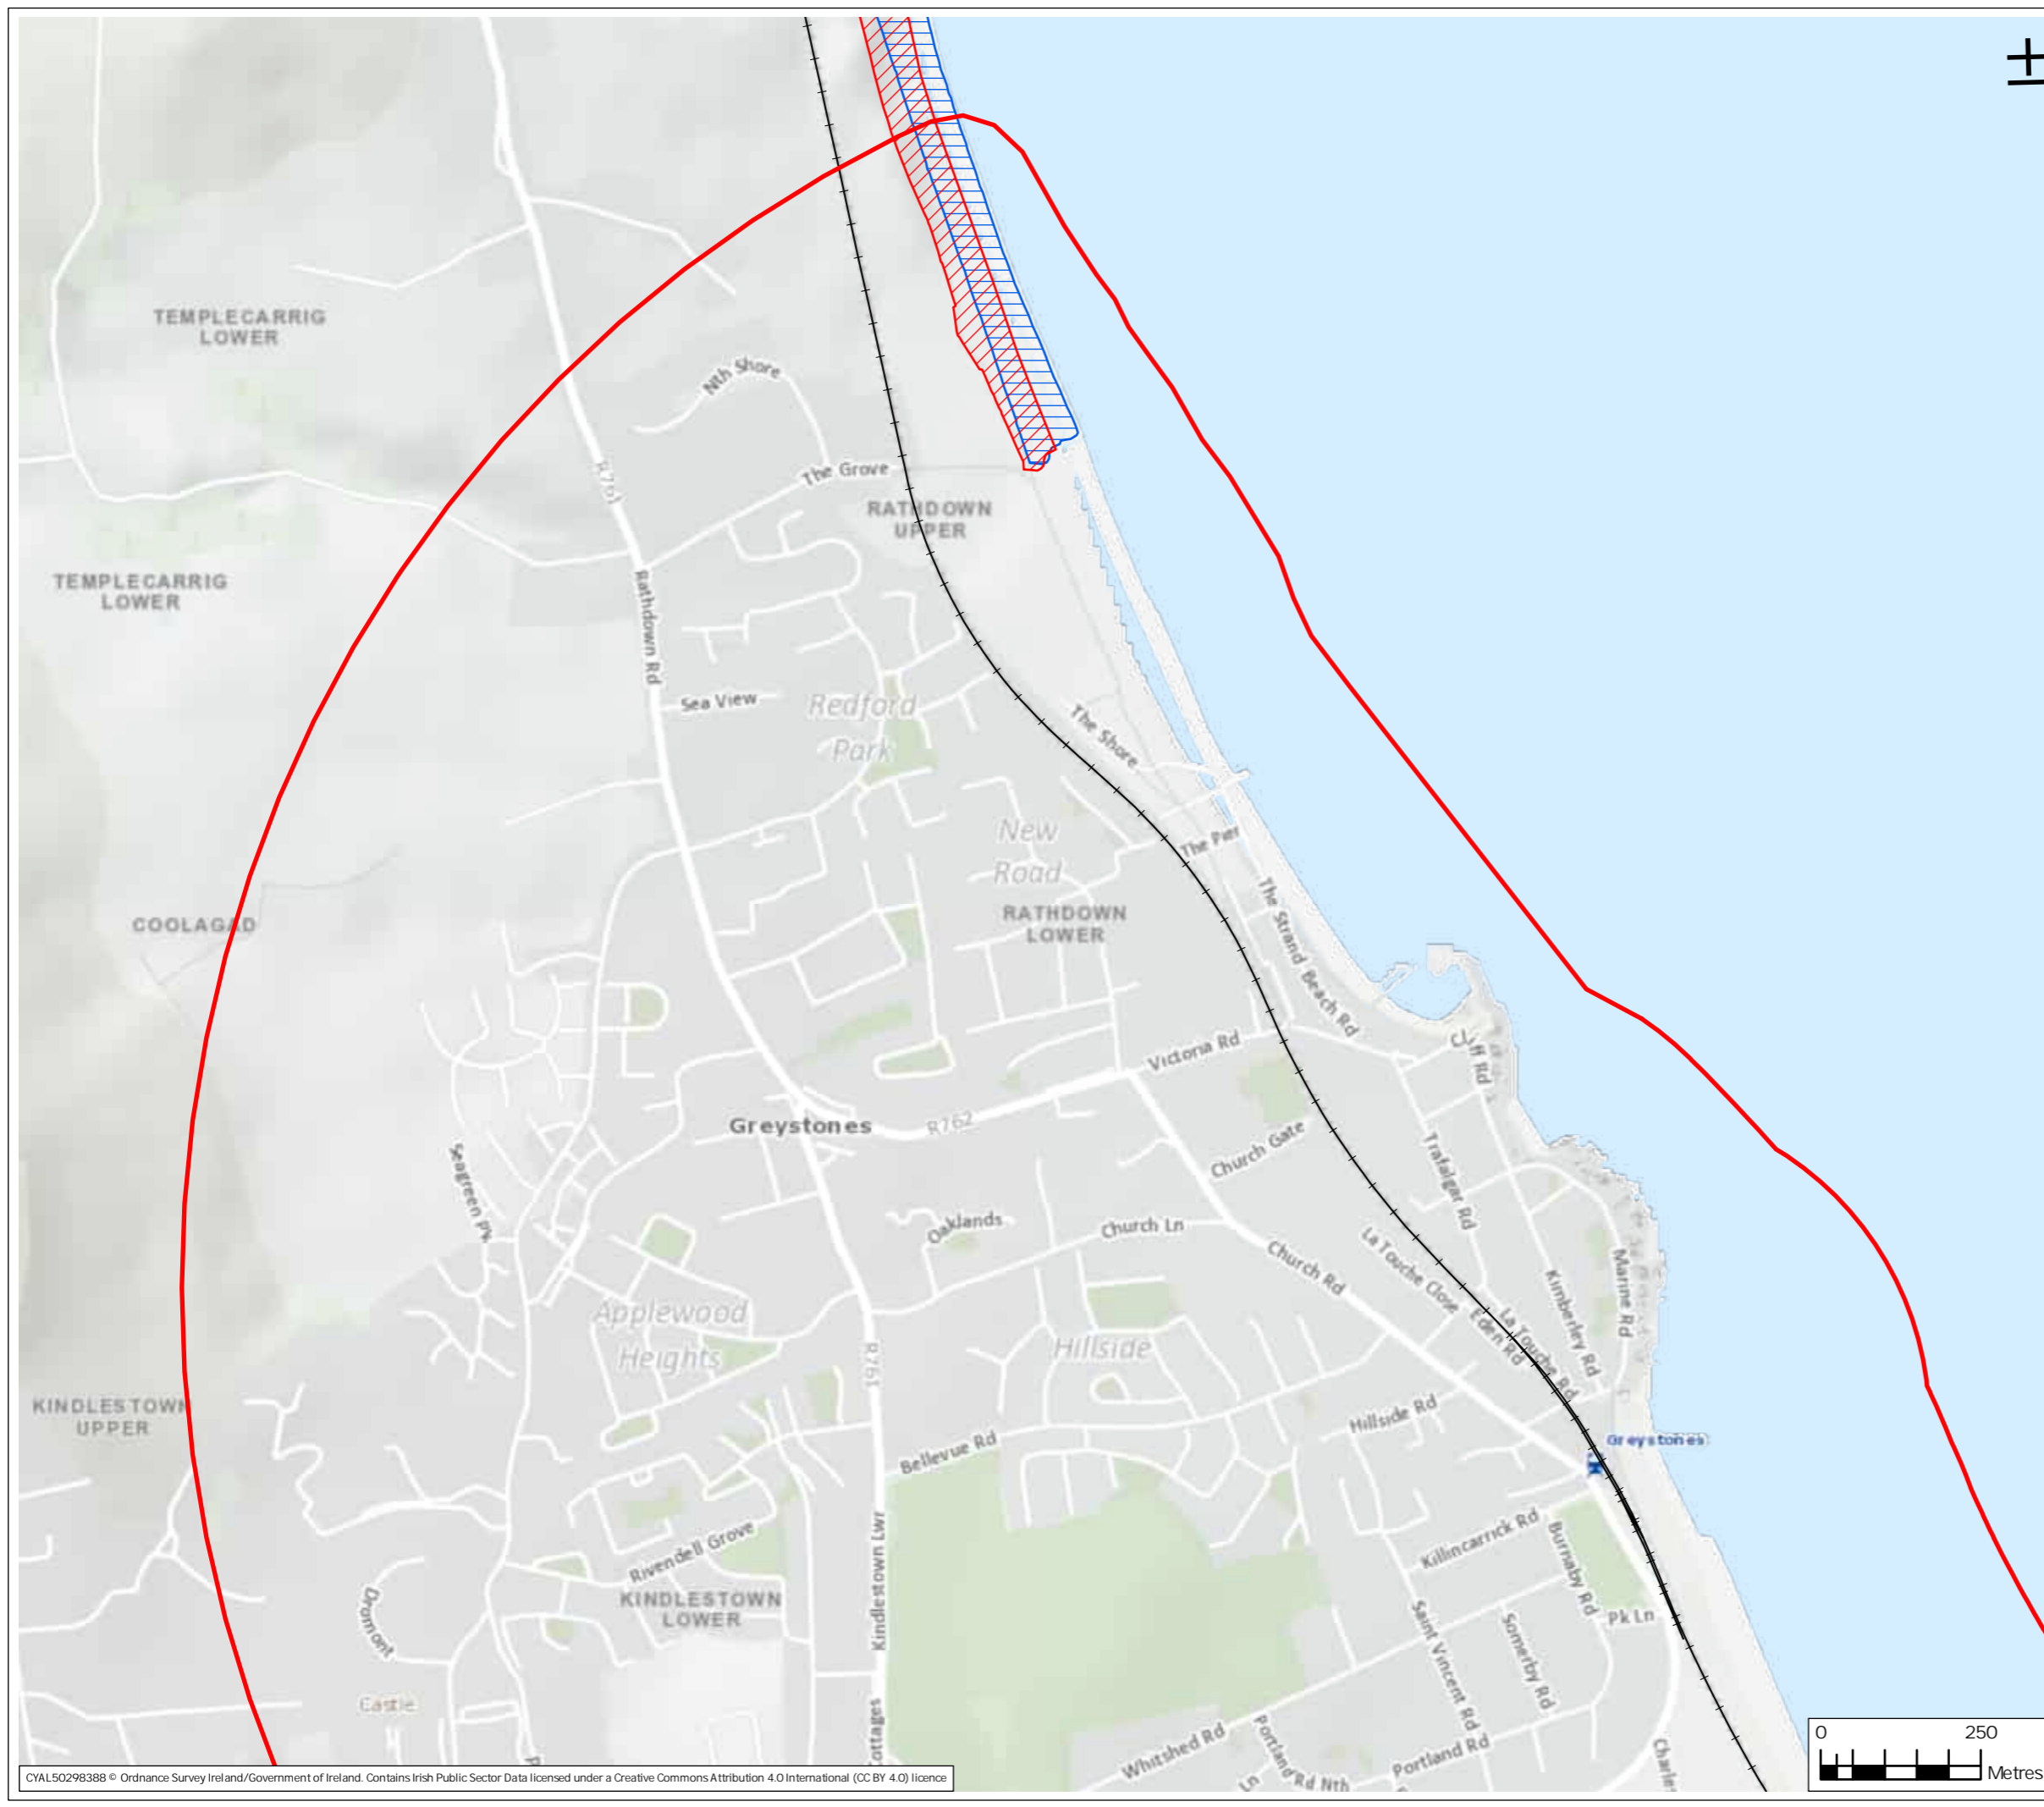 TEMPLECARRIG
LOWER
Nth Shore
R761
The Grove
RATHDOWN
UPPER
TEMPLECARRIG
LOWER
Rathdown Rd
Sea View
Redford
Park
The Shore
New
Road
The Pier
RATHDOWN
LOWER
COOLAGAD
The Strand Beach Rd
Cliff Rd
Victoria Rd
Greystones
R762
Church Gate
Trafalgar Rd
Seagreen Pk
Oaklands
Church Ln
Church Rd
La Touche Close
Marine Rd
Kimberley Rd
Applewood
Heights
Hillside
R761
Eden Rd
La Touche Rd
KINDLESTOWN
UPPER
Hillside Rd
Bellevue Rd
Greystones
Killincarrick Rd
Burnaby Rd
Rivendell Grove
Kindlestown Lwr
KINDLESTOWN
LOWER
Dromont
Pk Ln
Saint Vincent Rd
Somerby Rd
Castle
ottages
Whitshed Rd
Portland Rd Nth
Portland Rd
Ln
Charles
0 250
Metres
CYAL50298388 © Ordnance Survey Ireland/Government of Ireland. Contains Irish Public Sector Data licensed under a Creative Commons Attribution 4.0 International (CC BY 4.0) licence